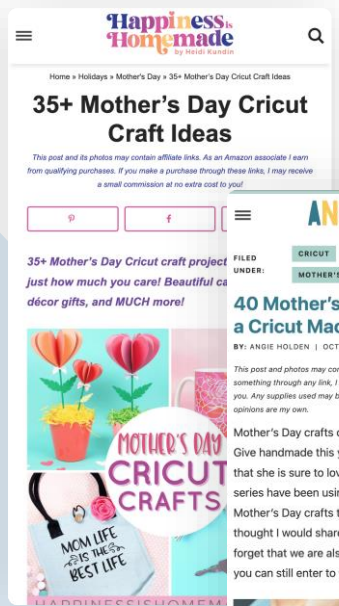 Happiness is
Homemade
by Heidi Kundin
Home » Holidays » Mother's Day » 35+ Mother's Day Cricut Craft Ideas
35+ Mother's Day Cricut
Craft Ideas
This post and its photos may contain affiliate links. As an Amazon associate I earn
from qualifying purchases. If you make a purchase through these links, I may receive
a small commission at no extra cost to you!
35+ Mother's Day Cricut craft project
just how much you care! Beautiful ca
décor gifts, and MUCH more!
MOTHER'S DAY
CRICUT
CRAFTS
MOM LIFE
IS THE
BEST LIFE
HAPPINESSISHOMEM
AN
FILED
UNDER:
CRICUT
MOTHER'S
40 Mother's
a Cricut Mac
BY: ANGIE HOLDEN | OCT
This post and photos may con
something through any link, I
you. Any supplies used may b
opinions are my own.
Mother's Day crafts
Give handmade this y
that she is sure to lov
series have been usin
Mother's Day crafts t
thought I would share
forget that we are als
you can still enter to